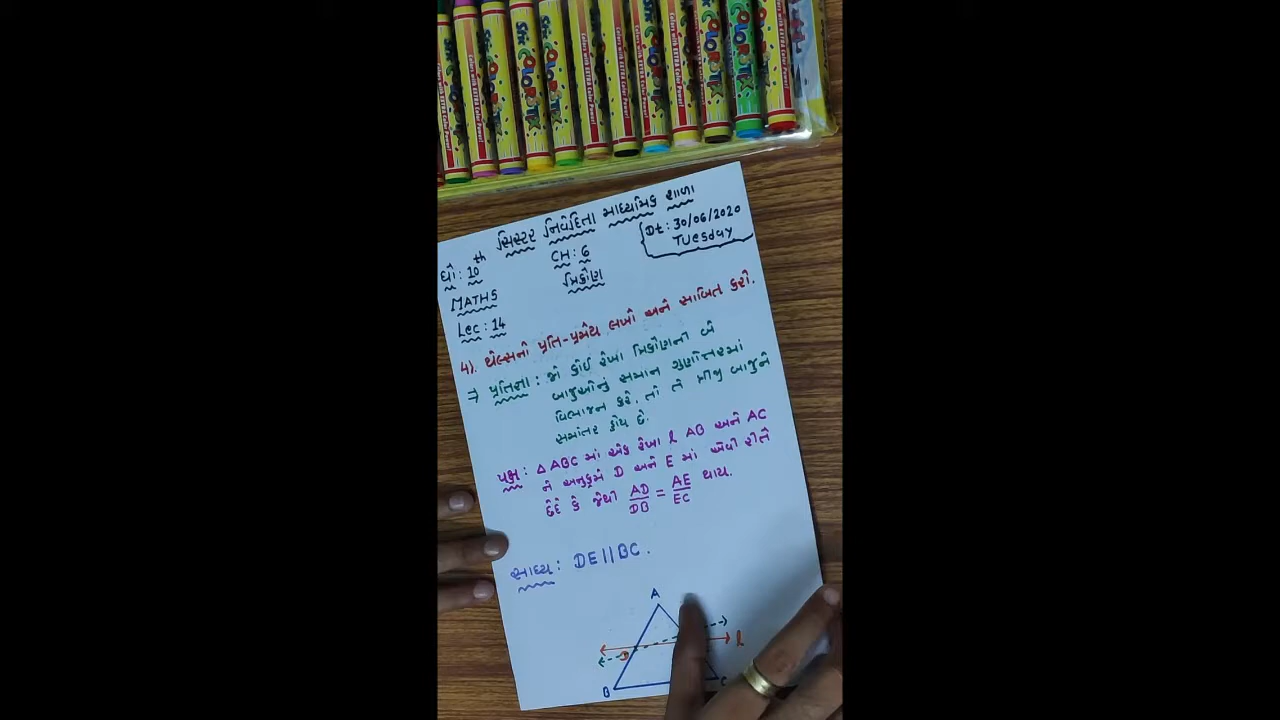 સિસ્ટર નિવેદિતા માધ્યમિક શાળા
Dt: 30/06/2020
Tuesday
ધો: 10th
CH: 6
ત્રિકોણ
MATHS
Lec: 14
4). થેલ્સનો પ્રતિ-પ્રમેય લખો અને સાબિત કરો.
⇒ પ્રતિજ્ઞા: જો કોઈ રેખા ત્રિકોણની બે
બાજુઓનું સમાન ગુણોત્તરમાં
વિભાજન કરે, તો તે ત્રીજી બાજુને
સમાંતર હોય છે.
પક્ષ: △ ABC માં એક રેખા l AB અને AC
ને અનુક્રમે D અને E માં એવી રીતે
છેદે કે જેથી AD/DB = AE/EC થાય.
સાધ્ય: DE||BC.
A
l
D
B
C